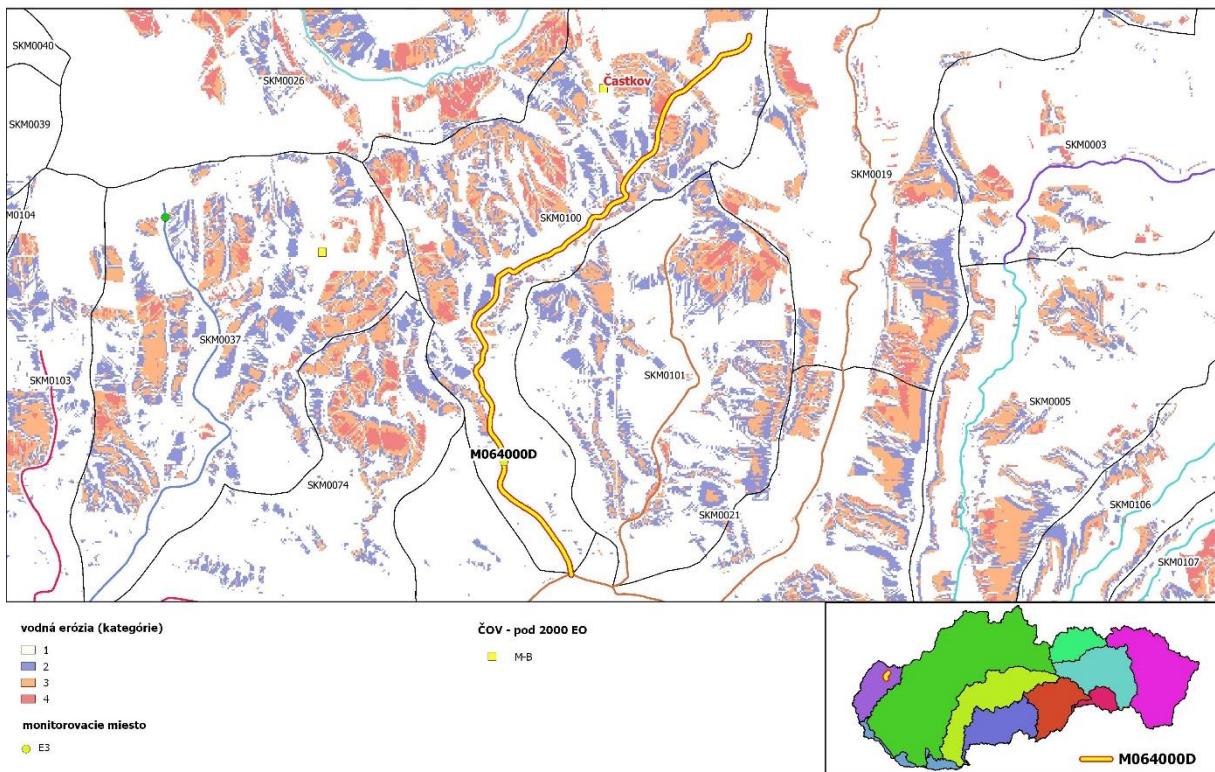 SKM0040
SKM0026
Častkov
SKM0039
SKM0003
SKM0019
M0104
SKM0100
SKM0037
SKM0101
SKM0103
SKM0005
M064000D
SKM0074
SKM0021
SKM0106
SKM0107
vodná erózia (kategórie)
1
2
3
4
monitorovacie miesto
E3
ČOV - pod 2000 EO
M-B
M064000D